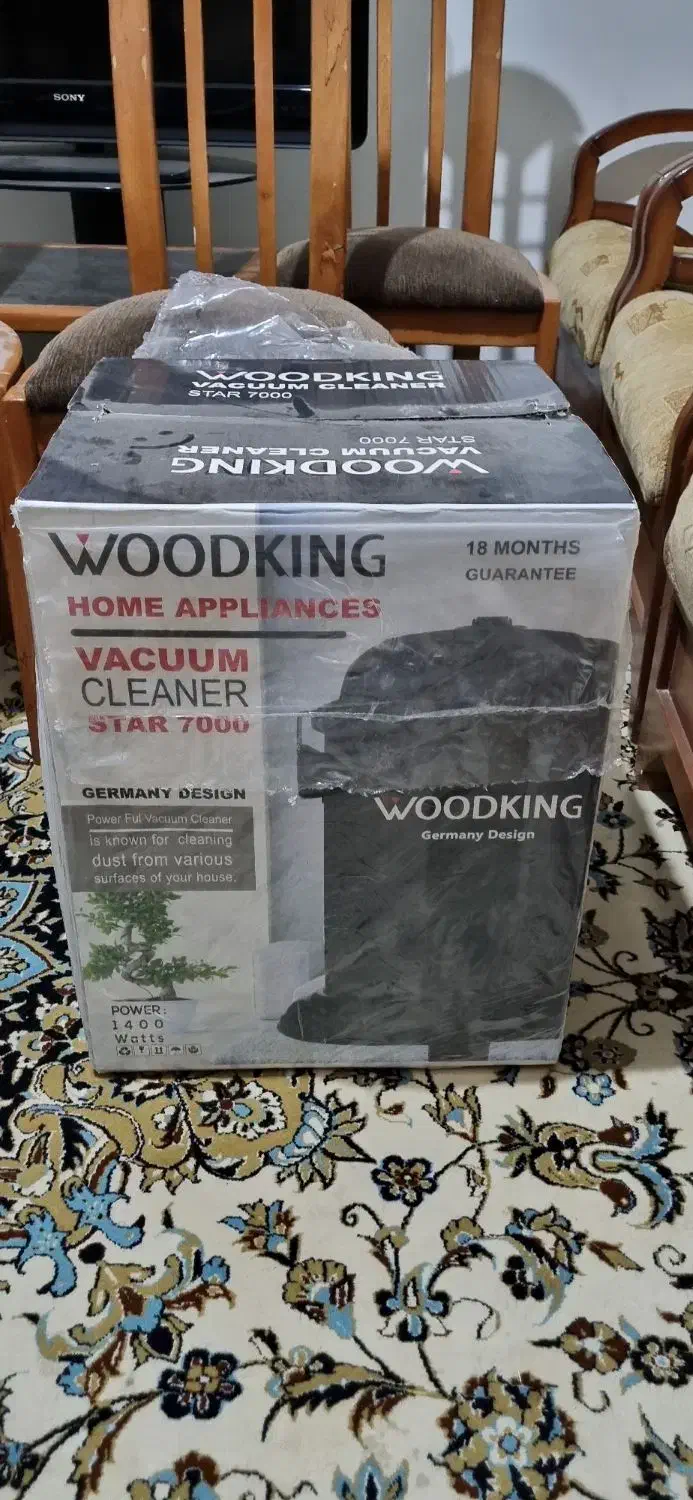 SONY
WOODKING
VACUUM CLEANER
STAR 7000
WOODKING
VACUUM CLEANER
STAR 7000
WOODKING
18 MONTHS
GUARANTEE
HOME APPLIANCES
VACUUM
CLEANER
STAR 7000
GERMANY DESIGN
Power Ful Vacuum Cleaner
is known for cleaning
dust from various
surfaces of your house.
WOODKING
Germany Design
POWER:
1400
Watts